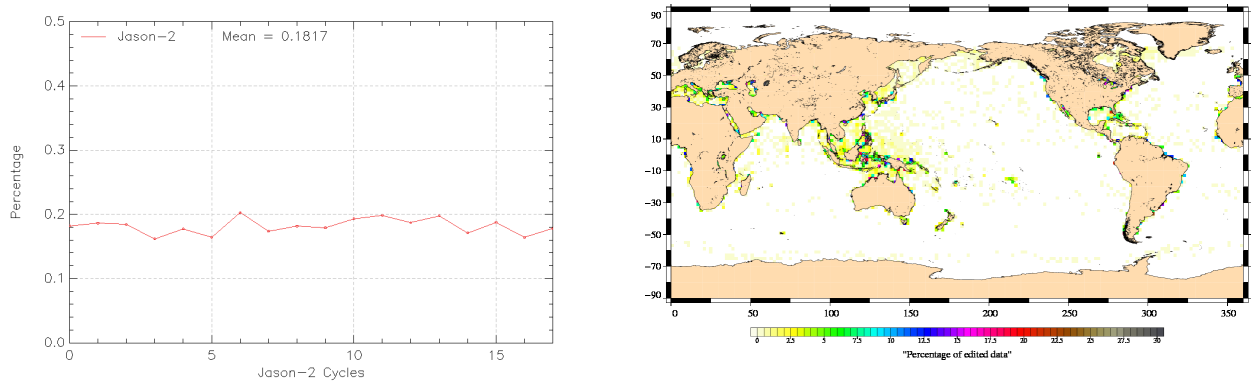 0.5
Jason-2 Mean = 0.1817
0.4
0.3
0.2
0.1
0.0
Percentage
0 5 10 15
Jason-2 Cycles
90
70
50
30
10
-10
-30
-50
-70
-90
0 50 100 150 200 250 300 350
0 2.5 5 7.5 10 12.5 15 17.5 20 22.5 25 27.5 30
"Percentage of edited data"